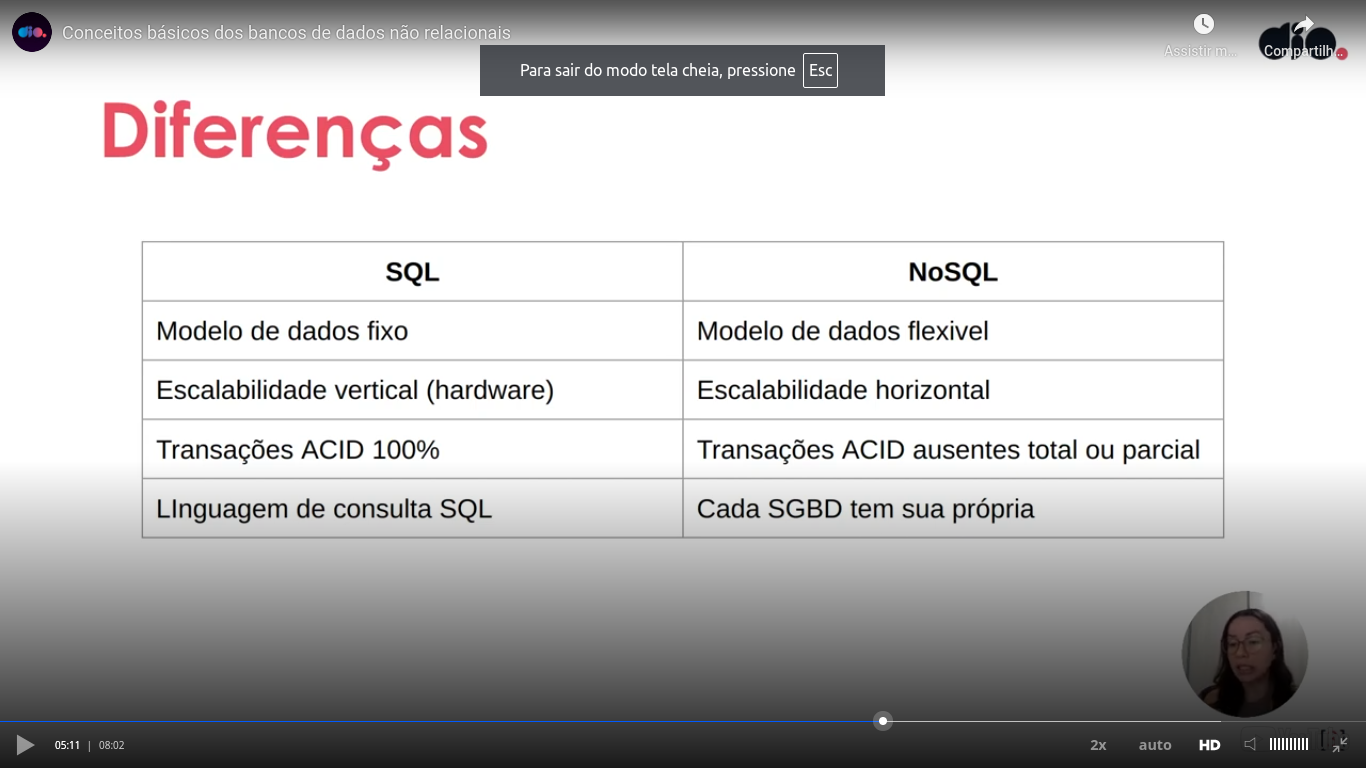 dio.
Conceitos básicos dos bancos de dados não relacionais
Assistir m...
Compartilh...
dio
Para sair do modo tela cheia, pressione Esc
Diferenças
SQL NoSQL
Modelo de dados fixo Modelo de dados flexivel
Escalabilidade vertical (hardware) Escalabilidade horizontal
Transações ACID 100% Transações ACID ausentes total ou parcial
LInguagem de consulta SQL Cada SGBD tem sua própria
05:11 | 08:02
2x auto HD